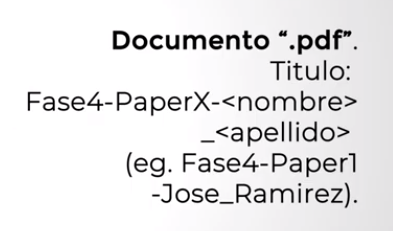 Documento “.pdf”.
Titulo:
Fase4-PaperX-<nombre>
_<apellido>
(eg. Fase4-Paper1
-Jose_Ramirez).